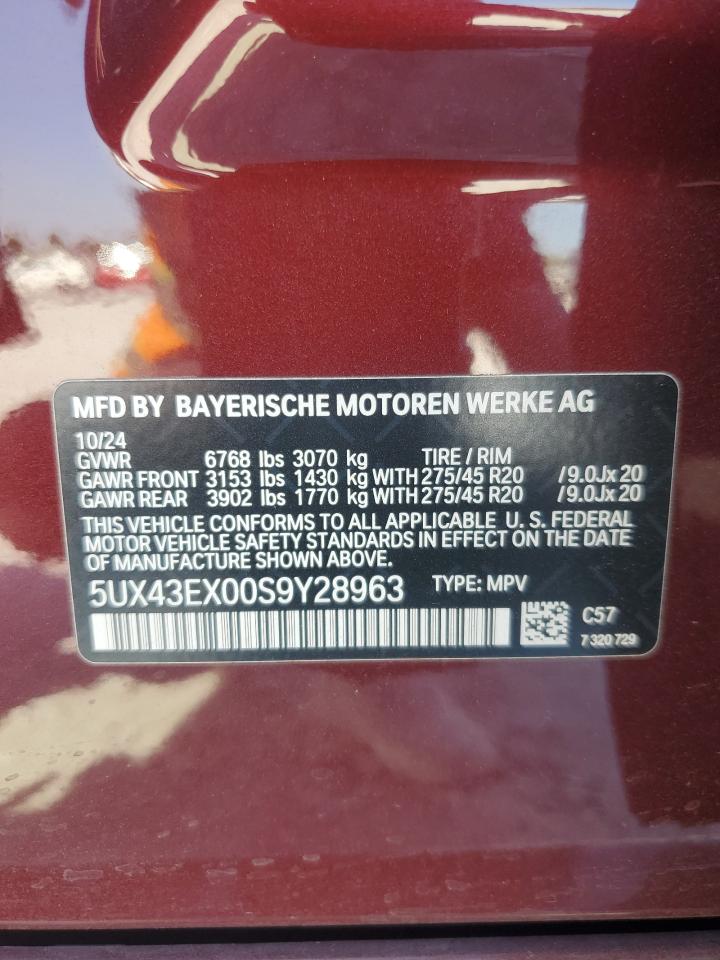 MFD BY BAYERISCHE MOTOREN WERKE AG
10/24
GVWR 6768 lbs 3070 kg TIRE / RIM
GAWR FRONT 3153 lbs 1430 kg WITH 275/45 R20 /9.0Jx20
GAWR REAR 3902 lbs 1770 kg WITH 275/45 R20 /9.0Jx20
THIS VEHICLE CONFORMS TO ALL APPLICABLE U. S. FEDERAL
MOTOR VEHICLE SAFETY STANDARDS IN EFFECT ON THE DATE
OF MANUFACTURE SHOWN ABOVE.
5UX43EX00S9Y28963 TYPE: MPV
C57
7 320 729